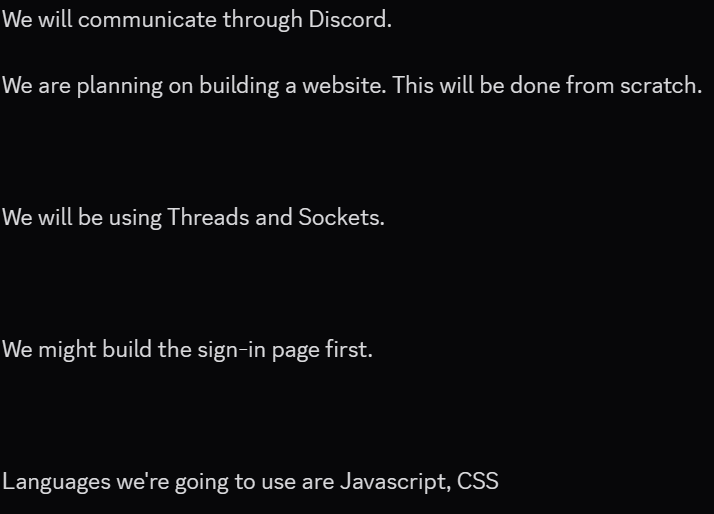 We will communicate through Discord.
We are planning on building a website. This will be done from scratch.
We will be using Threads and Sockets.
We might build the sign-in page first.
Languages we're going to use are Javascript, CSS